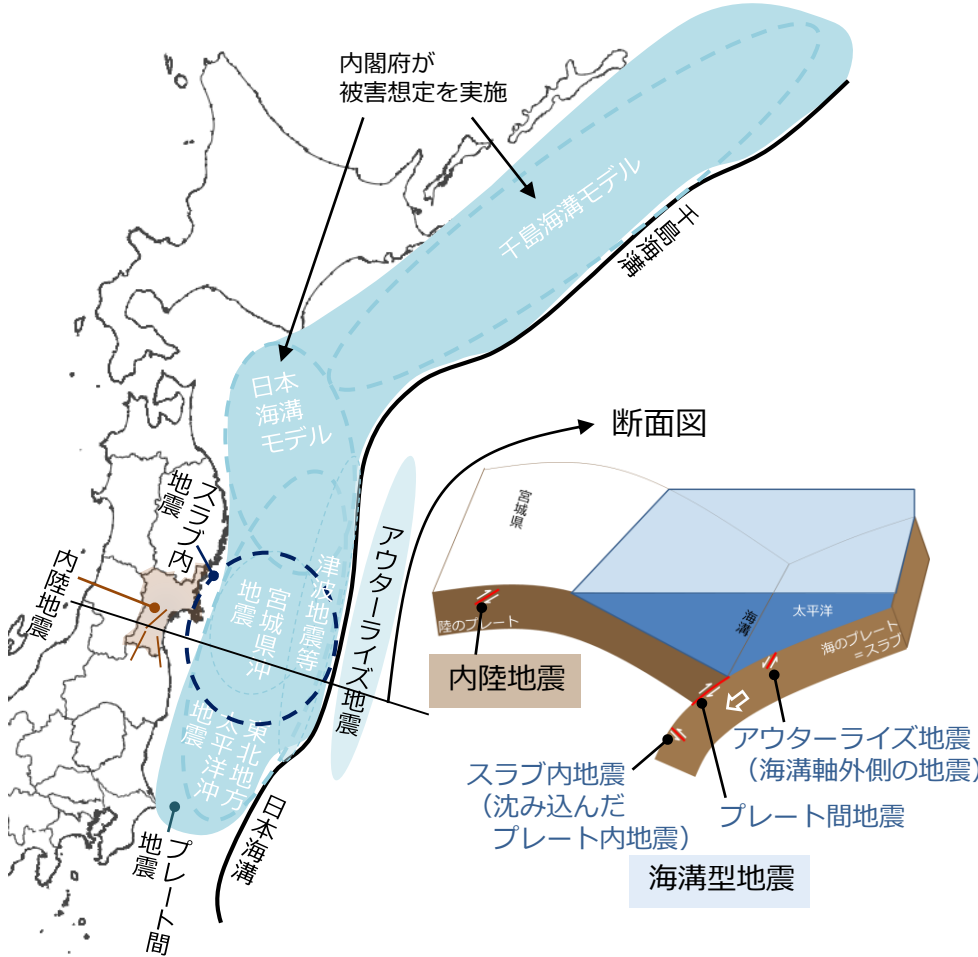 内閣府が
被害想定を実施
千島海溝モデル
千島海溝
日本
海溝
モデル
断面図
スラブ内
地震
内陸地震
津波地震等
宮城県沖
地震
アウターライズ地震
東北地方
太平洋沖
地震
プレート間
地震
日本海溝
宮城県
海溝
太平洋
陸のプレート
海のプレート
=スラブ
内陸地震
スラブ内地震
(沈み込んだ
プレート内地震)
アウターライズ地震
(海溝軸外側の地震)
プレート間地震
海溝型地震